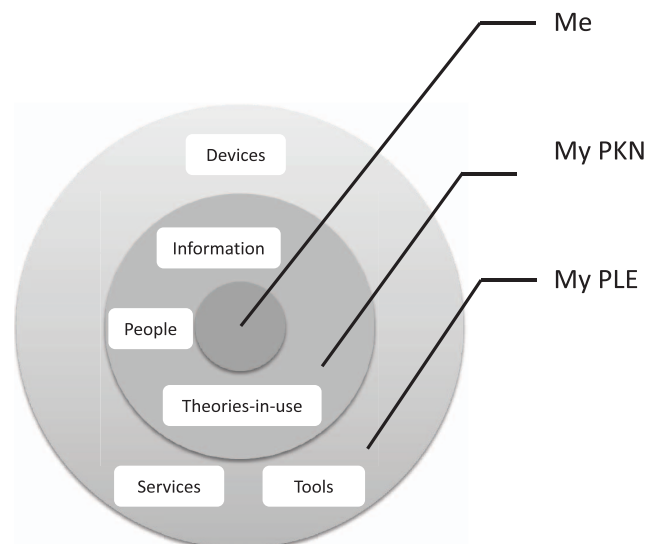 Me
My PKN
Devices
Information
My PLE
People
Theories-in-use
Services
Tools